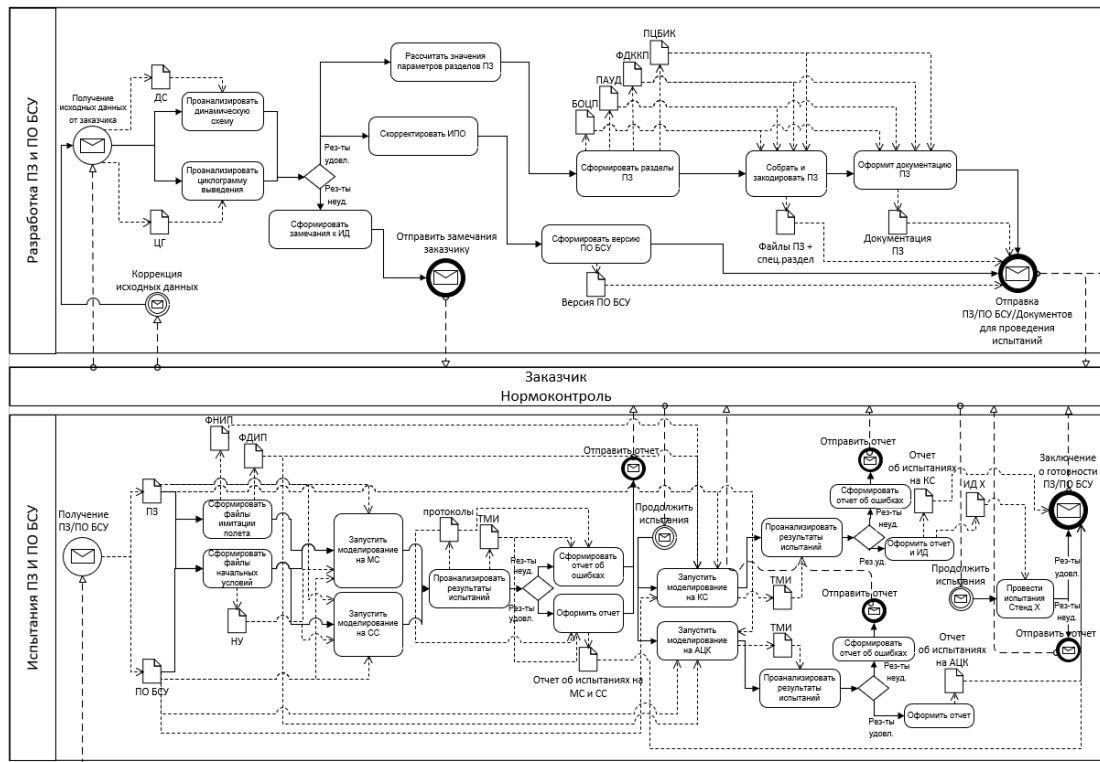 Разработка ПЗ и ПО БСУ
Получение
исходных данных
от заказчика
ДС
ЦГ
Проанализировать
динамическую
схему
Проанализировать
циклограмму
выведения
Рез-ты
удовл.
Рез-ты
неуд.
Рассчитать значения
параметров разделов ПЗ
Скорректировать ИПО
Сформировать
замечания к ИД
Отправить замечания
заказчику
Коррекция
исходных данных
БОЦП
ПАУД
ФДККП
ПЦБИК
Сформировать разделы
ПЗ
Собрать и
закодировать ПЗ
Оформит документацию
ПЗ
Файлы ПЗ +
спец.раздел
Документация
ПЗ
Сформировать версию
ПО БСУ
Версия ПО БСУ
Отправка
ПЗ/ПО БСУ/Документов
для проведения
испытаний
Заказчик
Нормоконтроль
Испытания ПЗ И ПО БСУ
Получение
ПЗ/ПО БСУ
ПЗ
ПО БСУ
ФНИП
ФДИП
Сформировать
файлы
имитации
полета
Сформировать
файлы
начальных
условий
НУ
Запустить
моделирование
на МС
Запустить
моделирование
на СС
протоколы
ТМИ
Проанализировать
результаты
испытаний
Рез-ты
неуд.
Рез-ты
удовл.
Сформировать
отчет об
ошибках
Оформить отчет
Отчет об испытаниях на
МС и СС
Отправить отчет
Продолжить
испытания
Запустить
моделирование
на КС
Запустить
моделирование
на АЦК
ТМИ
ТМИ
Проанализировать
результаты
испытаний
Проанализировать
результаты
испытаний
Отправить отчет
Сформировать
отчет об ошибках
Рез-ты
неуд.
Рез.уд.
Оформить отчет
и ИД
Отчет
об испытаниях
на КС
ИД Х
Отправить отчет
Сформировать
отчет об ошибках
Рез-ты
неуд.
Рез-ты
удовл.
Оформить отчет
Отчет
об испытаниях
на АЦК
Продолжить
испытания
Провести
испытания
Стенд Х
Заключение
о готовности
ПЗ/ПО БСУ
Рез-ты
удовл.
Рез-ты
неуд.
Отправить отчет